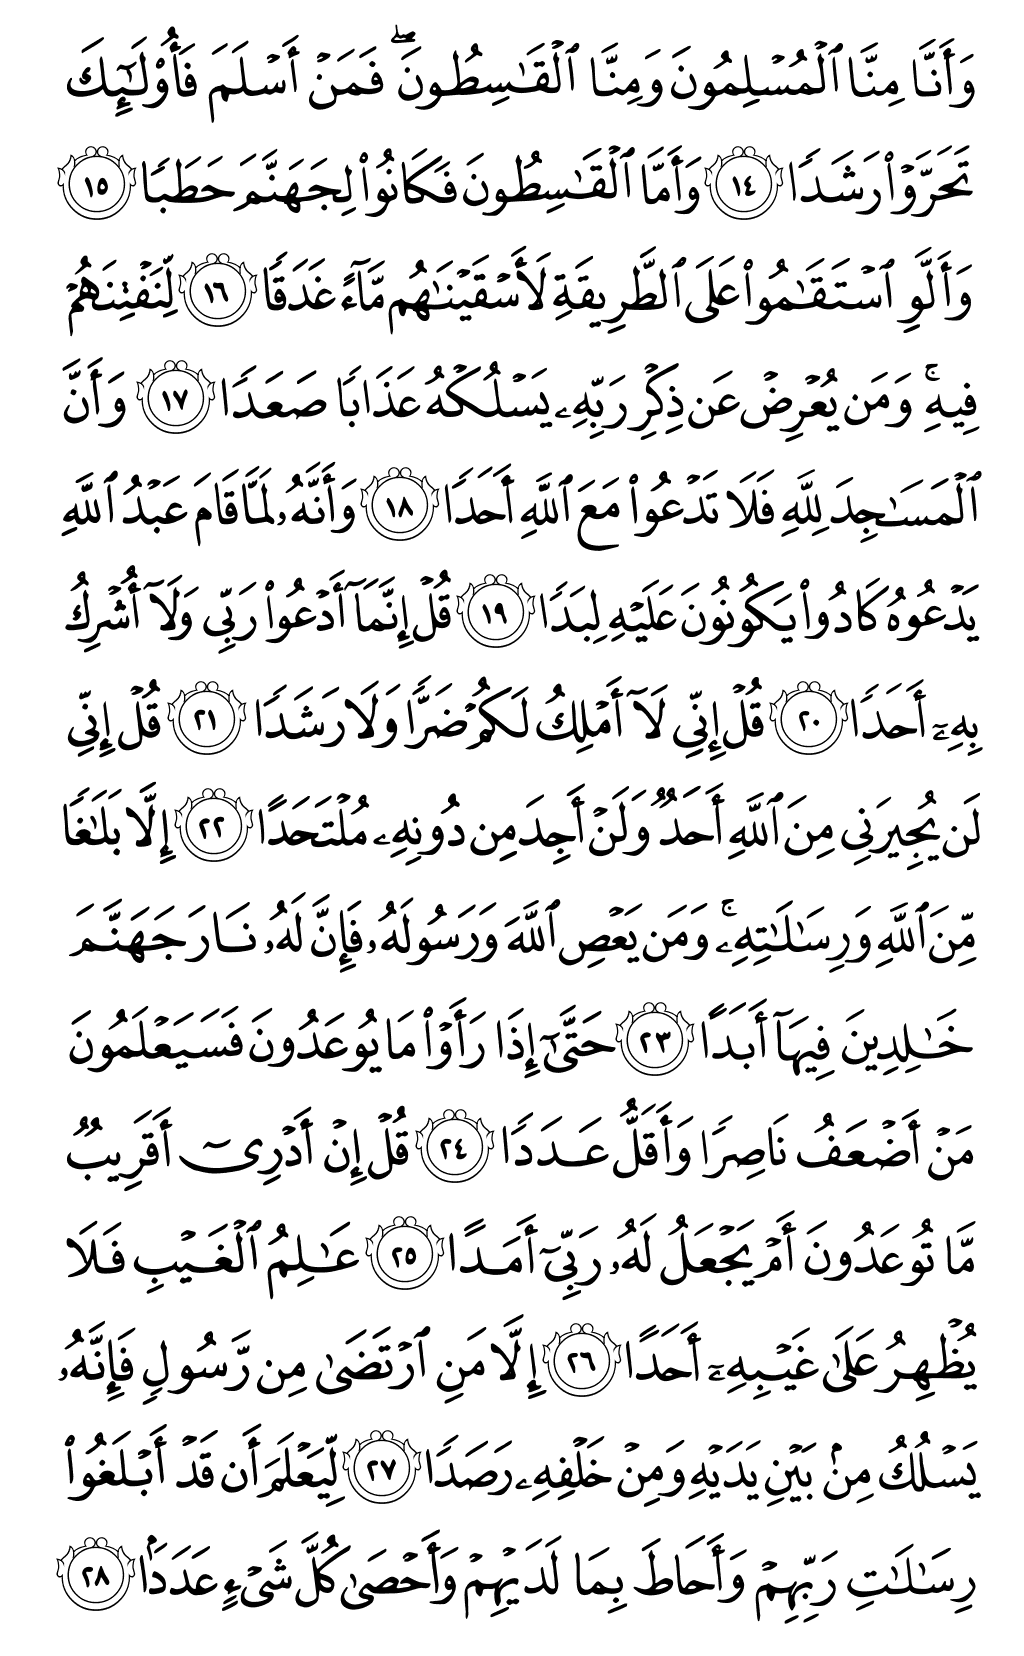 وَأَنَّا مِنَّا ٱلْمُسْلِمُونَ وَمِنَّا ٱلْقَـٰسِطُونَ ۖ فَمَنْ أَسْلَمَ فَأُو۟لَـٰٓئِكَ
تَحَرَّوْا۟ رَشَدًا ١٤ وَأَمَّا ٱلْقَـٰسِطُونَ فَكَانُوا۟ لِجَهَنَّمَ حَطَبًا ١٥
وَأَلَّوِ ٱسْتَقَـٰمُوا۟ عَلَى ٱلطَّرِيقَةِ لَأَسْقَيْنَـٰهُم مَّآءً غَدَقًا ١٦ لِّنَفْتِنَهُمْ
فِيهِ ۚ وَمَن يُعْرِضْ عَن ذِكْرِ رَبِّهِۦ يَسْلُكْهُ عَذَابًا صَعَدًا ١٧ وَأَنَّ
ٱلْمَسَـٰجِدَ لِلَّهِ فَلَا تَدْعُوا۟ مَعَ ٱللَّهِ أَحَدًا ١٨ وَأَنَّهُۥ لَمَّا قَامَ عَبْدُ ٱللَّهِ
يَدْعُوهُ كَادُوا۟ يَكُونُونَ عَلَيْهِ لِبَدًا ١٩ قُلْ إِنَّمَآ أَدْعُوا۟ رَبِّى وَلَآ أُشْرِكُ
بِهِۦٓ أَحَدًا ٢٠ قُلْ إِنِّى لَآ أَمْلِكُ لَكُمْ ضَرًّا وَلَا رَشَدًا ٢١ قُلْ إِنِّى
لَن يُجِيرَنِى مِنَ ٱللَّهِ أَحَدٌ وَلَنْ أَجِدَ مِن دُونِهِۦ مُلْتَحَدًا ٢٢ إِلَّا بَلَـٰغًا
مِّنَ ٱللَّهِ وَرِسَـٰلَـٰتِهِۦ ۚ وَمَن يَعْصِ ٱللَّهَ وَرَسُولَهُۥ فَإِنَّ لَهُۥ نَارَ جَهَنَّمَ
خَـٰلِدِينَ فِيهَآ أَبَدًا ٢٣ حَتَّىٰٓ إِذَا رَأَوْا۟ مَا يُوعَدُونَ فَسَيَعْلَمُونَ
مَنْ أَضْعَفُ نَاصِرًا وَأَقَلُّ عَدَدًا ٢٤ قُلْ إِنْ أَدْرِىٓ أَقَرِيبٌ
مَّا تُوعَدُونَ أَمْ يَجْعَلُ لَهُۥ رَبِّىٓ أَمَدًا ٢٥ عَـٰلِمُ ٱلْغَيْبِ فَلَا
يُظْهِرُ عَلَىٰ غَيْبِهِۦٓ أَحَدًا ٢٦ إِلَّا مَنِ ٱرْتَضَىٰ مِن رَّسُولٍ فَإِنَّهُۥ
يَسْلُكُ مِنۢ بَيْنِ يَدَيْهِ وَمِنْ خَلْفِهِۦ رَصَدًا ٢٧ لِّيَعْلَمَ أَن قَدْ أَبْلَغُوا۟
رِسَـٰلَـٰتِ رَبِّهِمْ وَأَحَاطَ بِمَا لَدَيْهِمْ وَأَحْصَىٰ كُلَّ شَىْءٍ عَدَدًۢا ٢٨